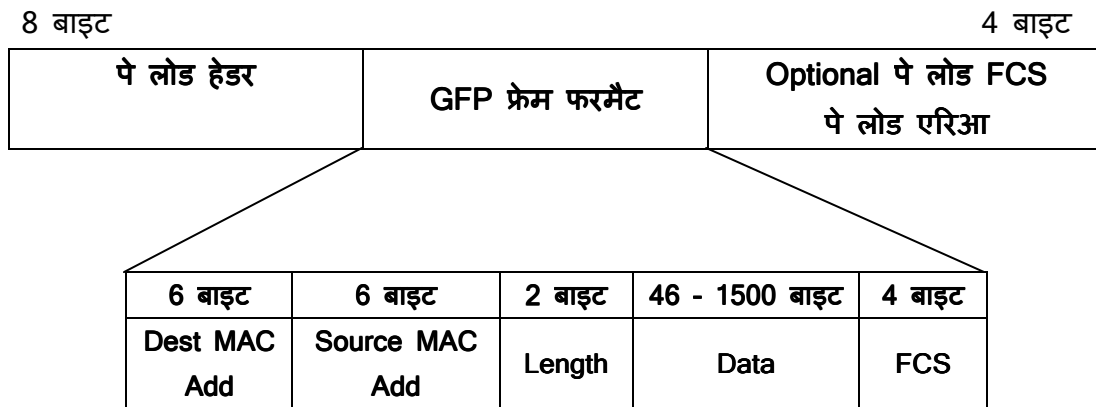 8 बाइट 4 बाइट
पे लोड हेडर
GFP फ्रेम फरमैट
Optional पे लोड FCS
पे लोड एरिआ
6 बाइट 6 बाइट 2 बाइट 46 - 1500 बाइट 4 बाइट
Dest MAC Add
Source MAC Add
Length
Data
FCS